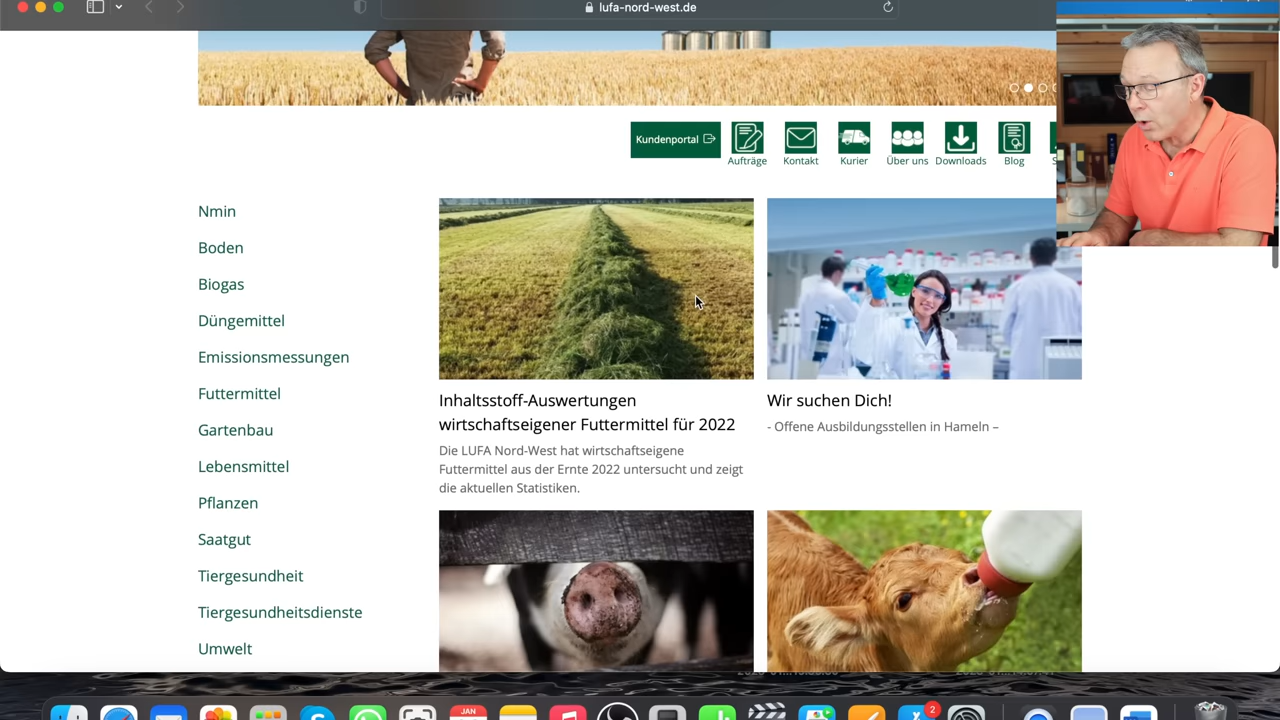 lufa-nord-west.de
Kundenportal
Aufträge
Kontakt
Kurier
Über uns
Downloads
Blog
Nmin
Boden
Biogas
Düngemittel
Emissionsmessungen
Futtermittel
Gartenbau
Lebensmittel
Pflanzen
Saatgut
Tiergesundheit
Tiergesundheitsdienste
Umwelt
Inhaltsstoff-Auswertungen
wirtschaftseigener Futtermittel für 2022
Die LUFA Nord-West hat wirtschaftseigene
Futtermittel aus der Ernte 2022 untersucht und zeigt
die aktuellen Statistiken.
Wir suchen Dich!
- Offene Ausbildungsstellen in Hameln –
JAN
2